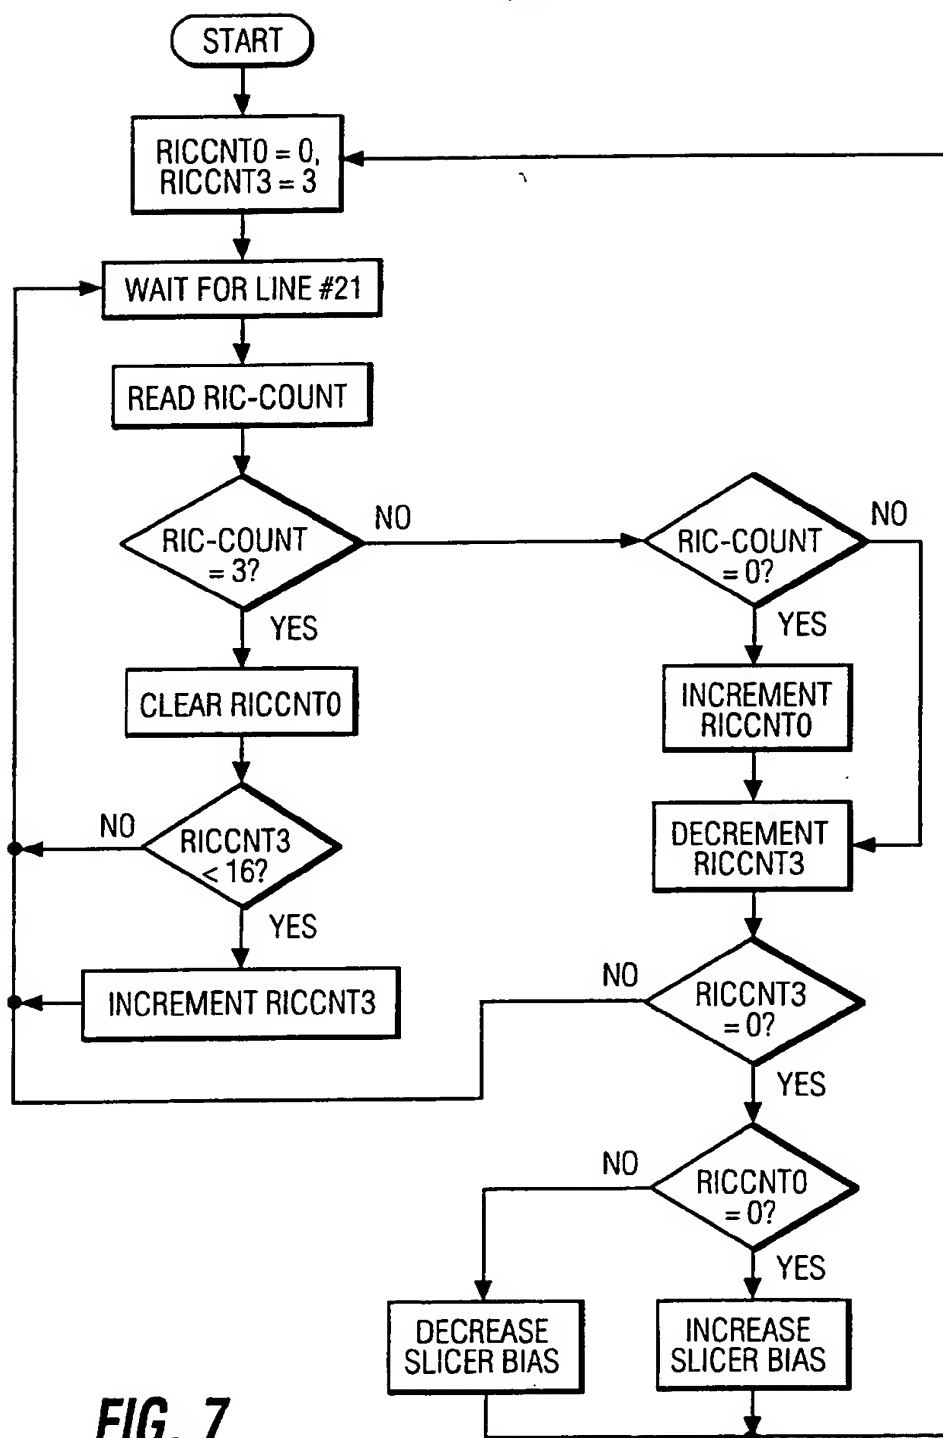 START
RICCNT0 = 0,
RICCNT3 = 3
WAIT FOR LINE #21
READ RIC-COUNT
RIC-COUNT
= 3?
NO
YES
RIC-COUNT
= 0?
NO
YES
CLEAR RICCNT0
INCREMENT
RICCNT0
RICCNT3
< 16?
NO
YES
DECREMENT
RICCNT3
INCREMENT RICCNT3
RICCNT3
= 0?
NO
YES
RICCNT0
= 0?
NO
YES
DECREASE
SLICER BIAS
INCREASE
SLICER BIAS
FIG. 7